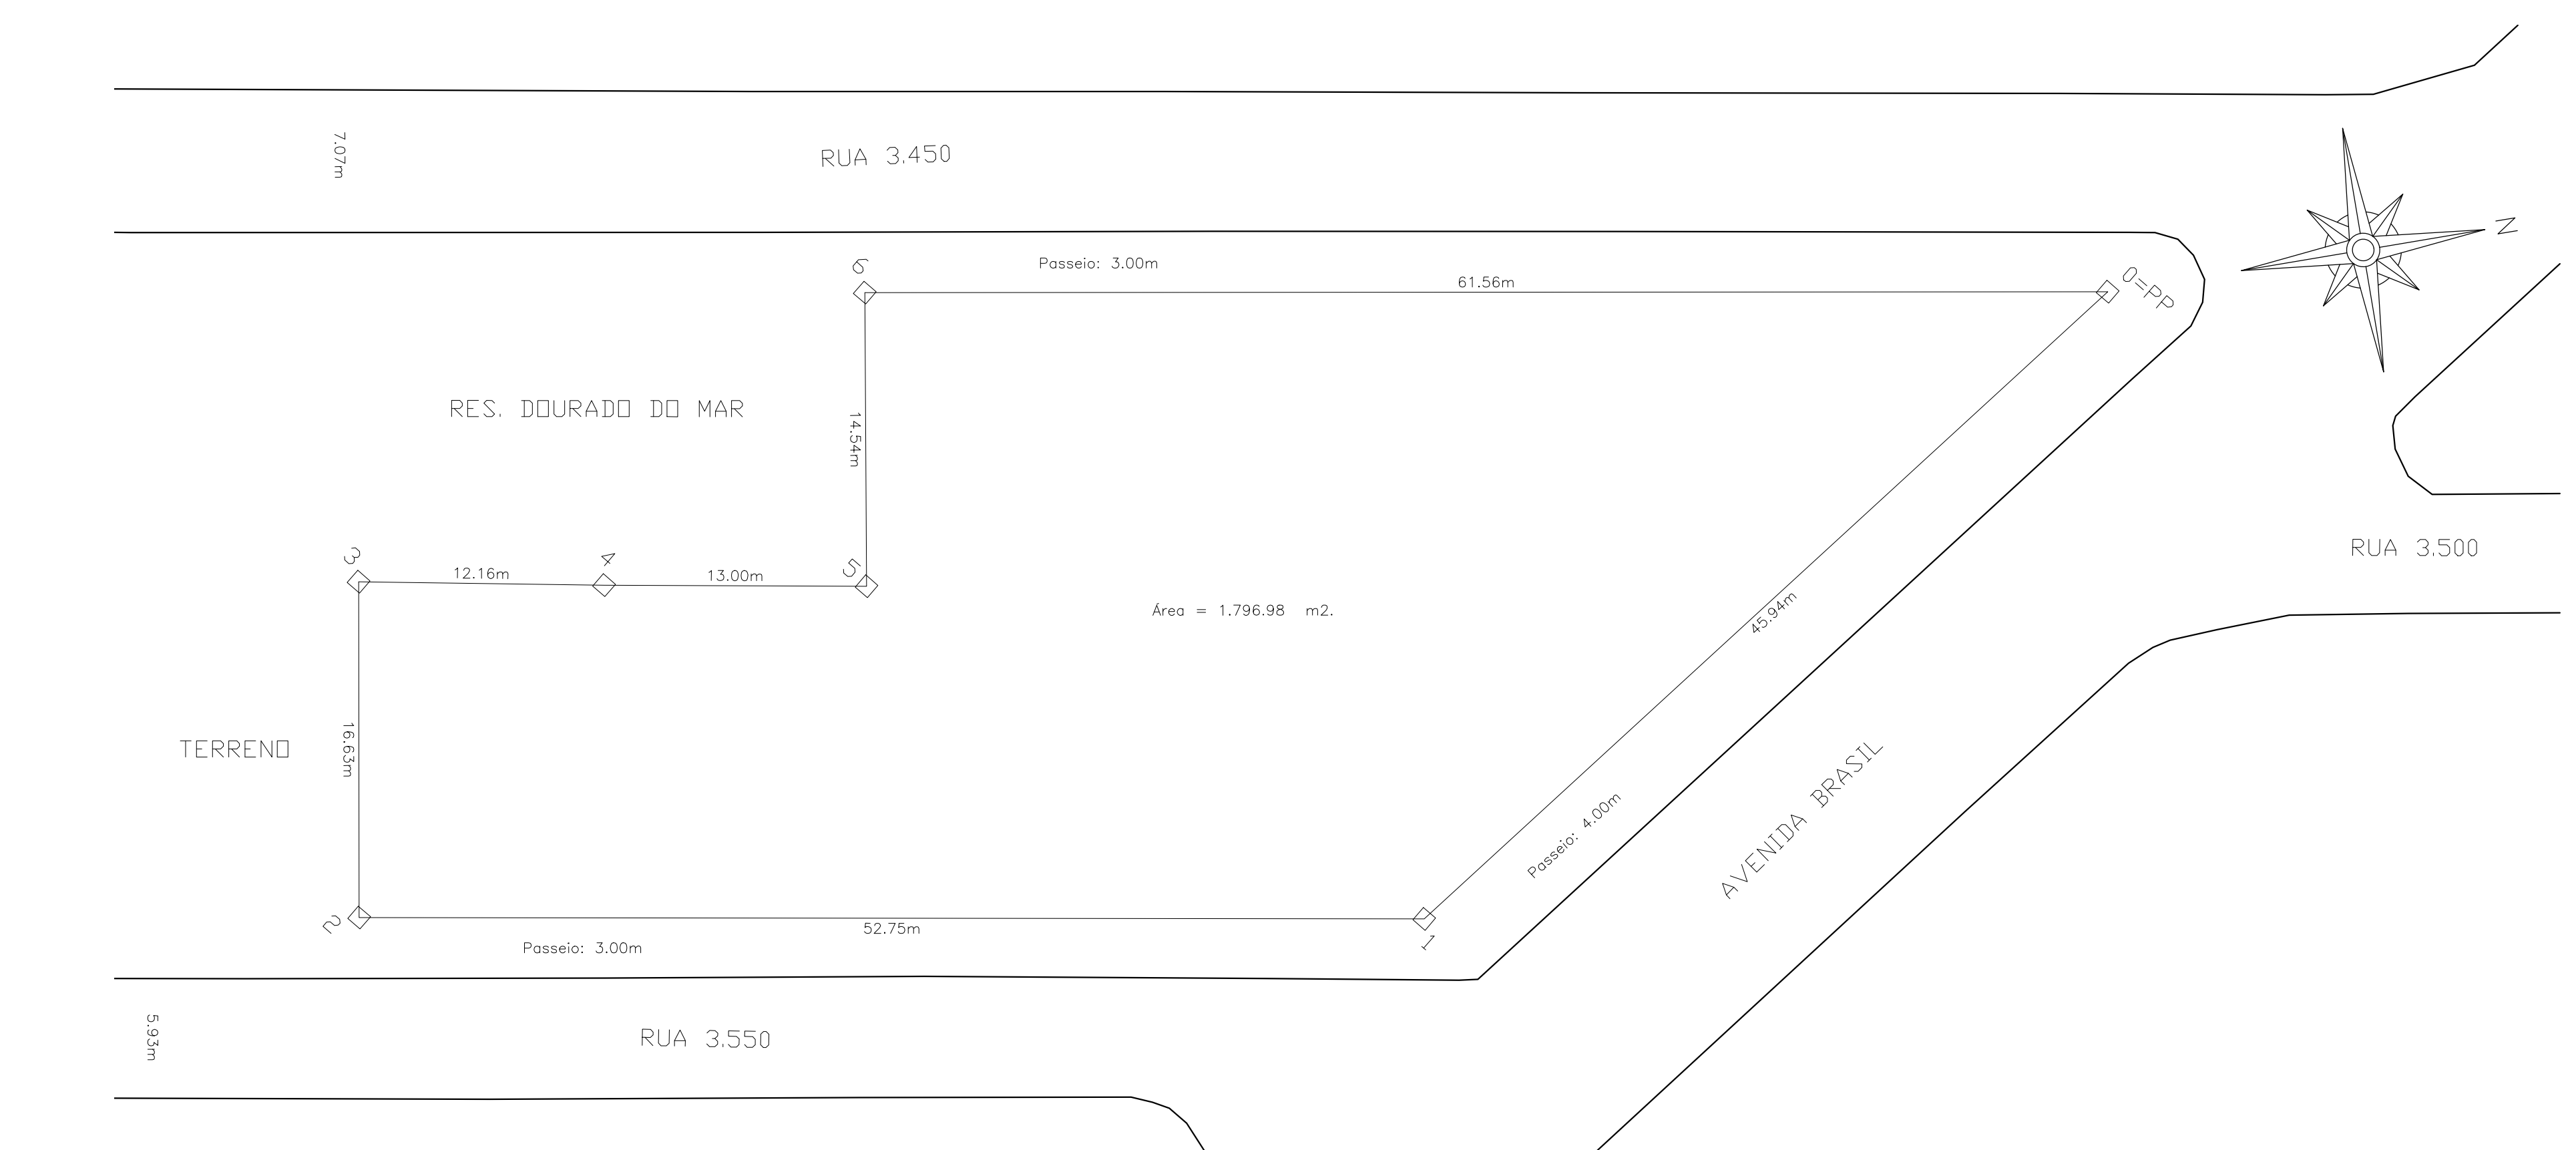 7.07m
RUA 3.450
N
Passeio: 3.00m
6
61.56m
0=PP
RES. DOURADO DO MAR
14.54m
RUA 3.500
3
4
5
12.16m
13.00m
Área = 1.796.98 m2.
45.94m
TERRENO
16.63m
AVENIDA BRASIL
Passeio: 4.00m
2
52.75m
1
Passeio: 3.00m
5.93m
RUA 3.550